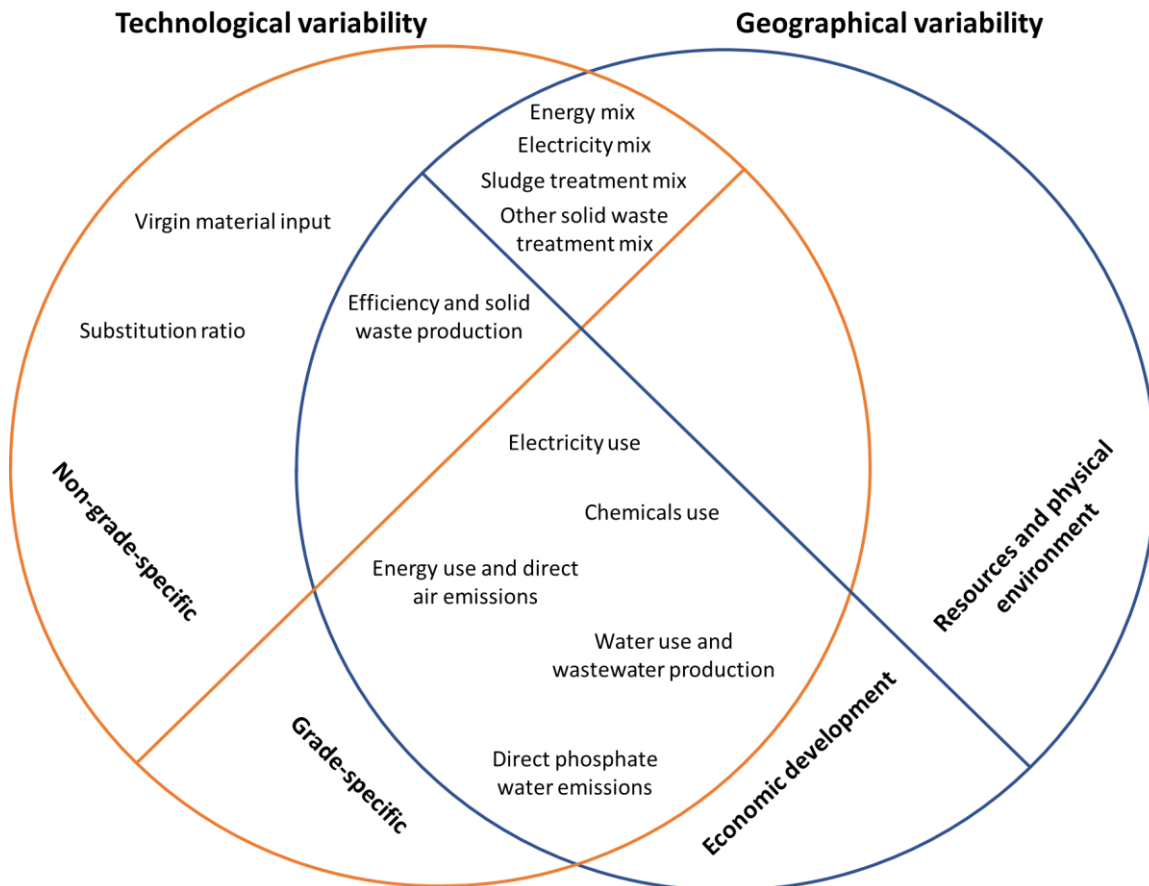 Technological variability
Geographical variability
Energy mix
Electricity mix
Sludge treatment mix
Other solid waste
treatment mix
Virgin material input
Efficiency and solid
waste production
Substitution ratio
Electricity use
Chemicals use
Non-grade-specific
Resources and physical
environment
Energy use and direct
air emissions
Water use and
wastewater production
Grade-specific
Economic development
Direct phosphate
water emissions